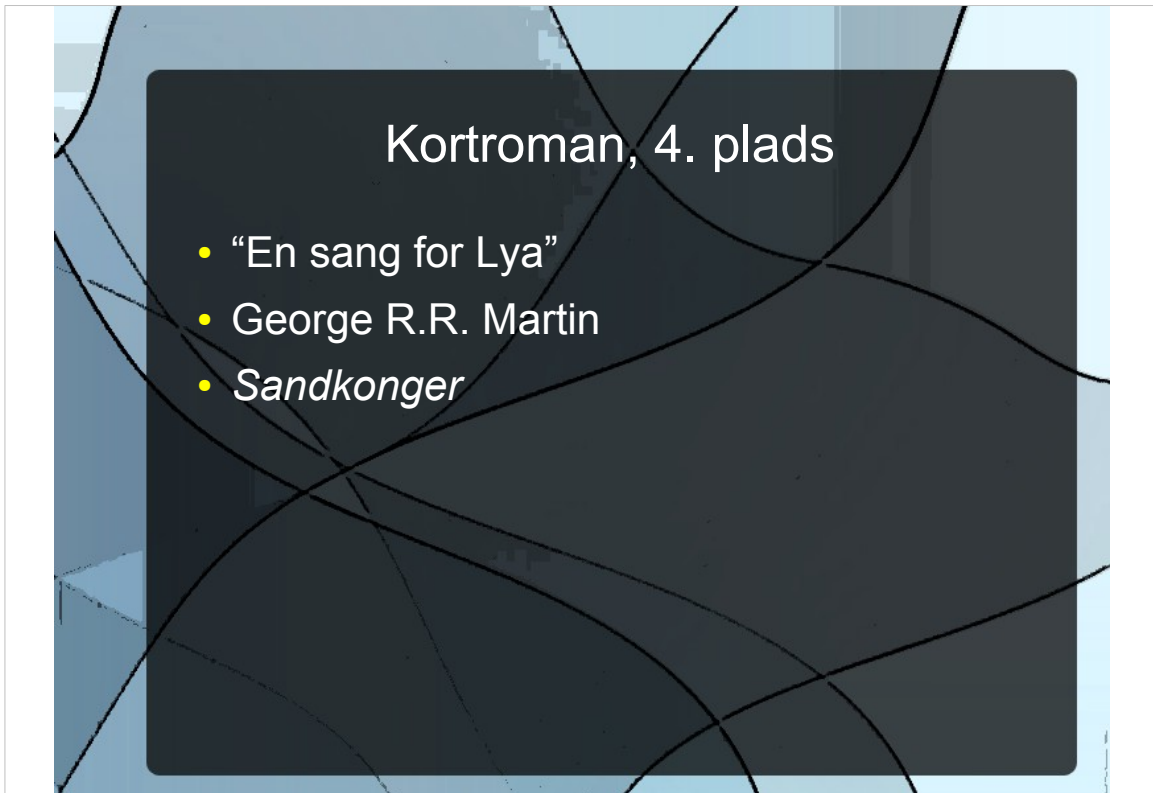 Kortroman, 4. plads
• “En sang for Lya”
• George R.R. Martin
• Sandkonger